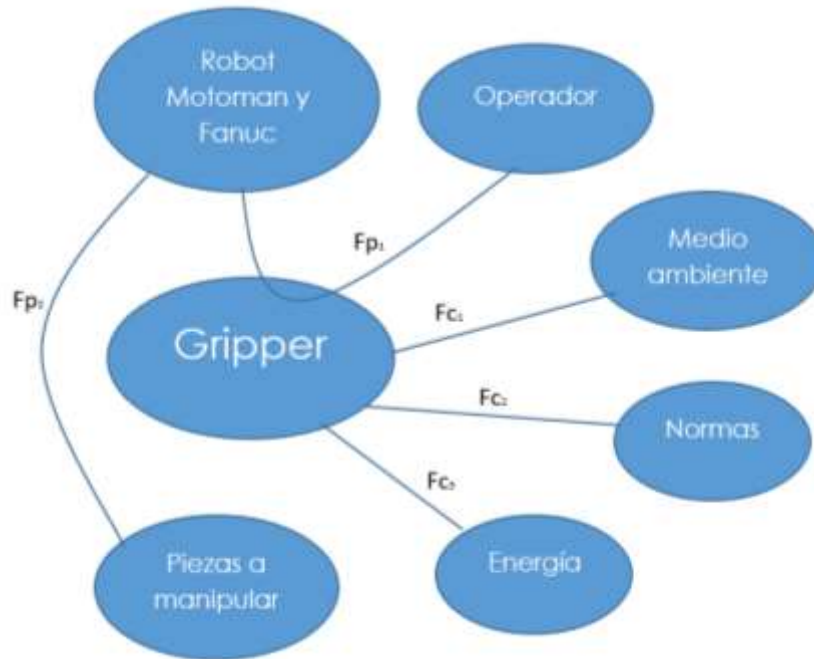 Robot
Motoman y
Fanuc
Operador
Fp₁
Medio
ambiente
Fp₂
Fc₁
Gripper
Fc₂
Normas
Fc₃
Piezas a
manipular
Energía